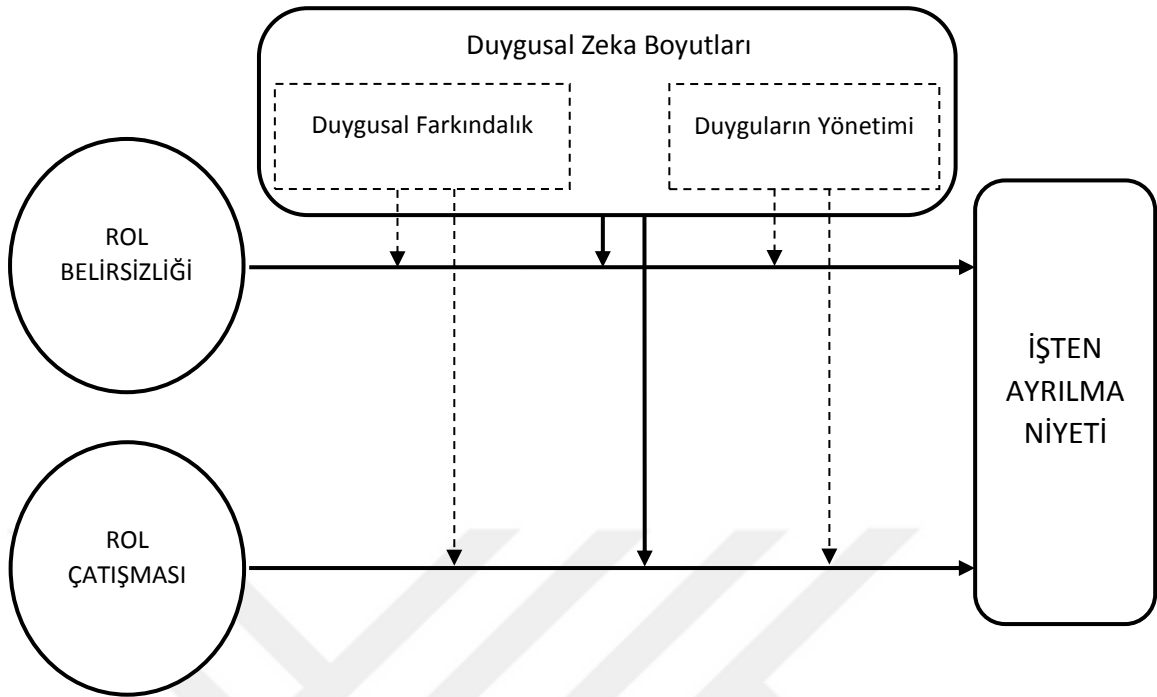 Duygusal Zeka Boyutları
Duygusal Farkındalık
Duyguların Yönetimi
ROL
BELİRSİZLİĞİ
İŞTEN
AYRILMA
NİYETİ
ROL
ÇATIŞMASI